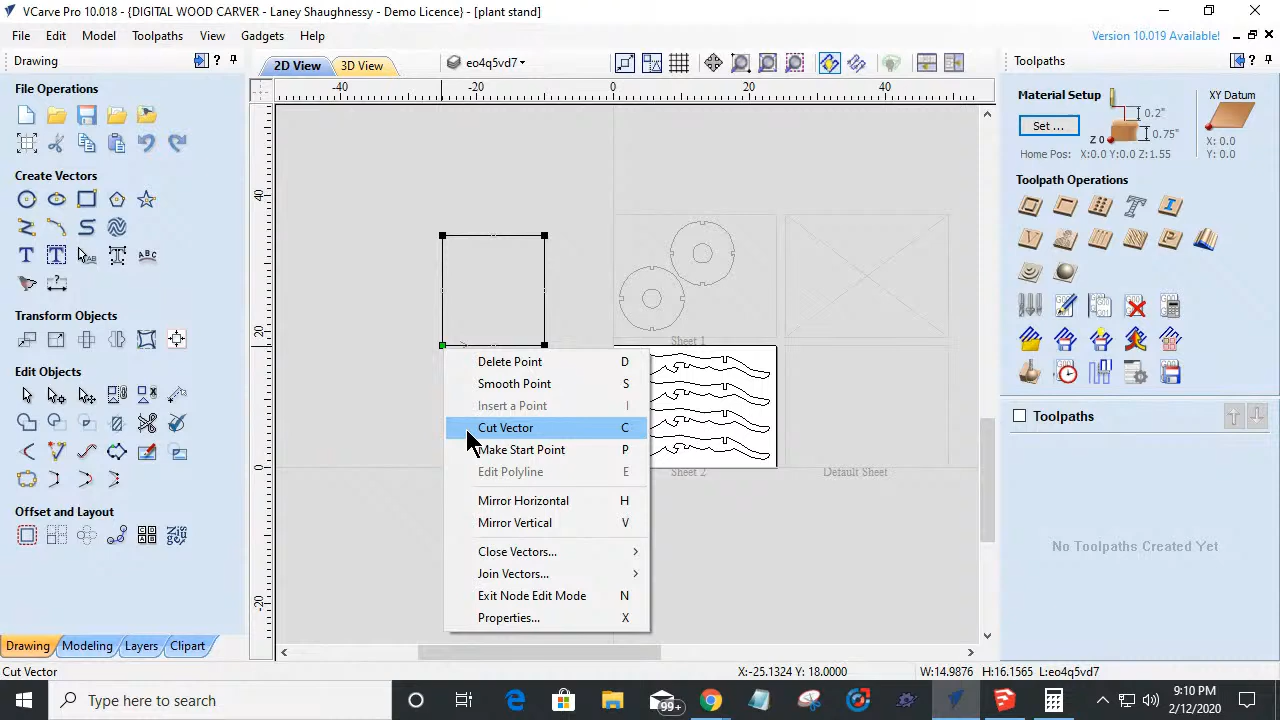 VCarve Pro 10.018 - {DIGITAL WOOD CARVER - Laney Shaughnessy - Demo Licence} - [plant stand]
File Edit Model Toolpaths View Gadgets Help
Version 10.019 Available!
Drawing
?
2D View
3D View
eo4q5vd7
Toolpaths
?
File Operations
-40
-20
0
20
40
Material Setup
XY Datum
0.2"
Set ...
Z 0
0.75"
X: 0.0
Y: 0.0
Home Pos: X:0.0 Y:0.0 Z:1.55
Create Vectors
Toolpath Operations
40
20
0
-20
Transform Objects
Edit Objects
Offset and Layout
Sheet 1
Sheet 2
Default Sheet
Delete Point D
Smooth Point S
Insert a Point I
Cut Vector C
Make Start Point P
Edit Polyline E
Mirror Horizontal H
Mirror Vertical V
Close Vectors...
Join Vectors...
Exit Node Edit Mode N
Properties... X
Toolpaths
No Toolpaths Created Yet
Drawing
Modeling
Layers
Clipart
Cut Vector
X:-25.1324 Y: 18.0000
W:14.9876 H:16.1565 L:eo4q5vd7
Type here to search
99+
9:10 PM
2/12/2020